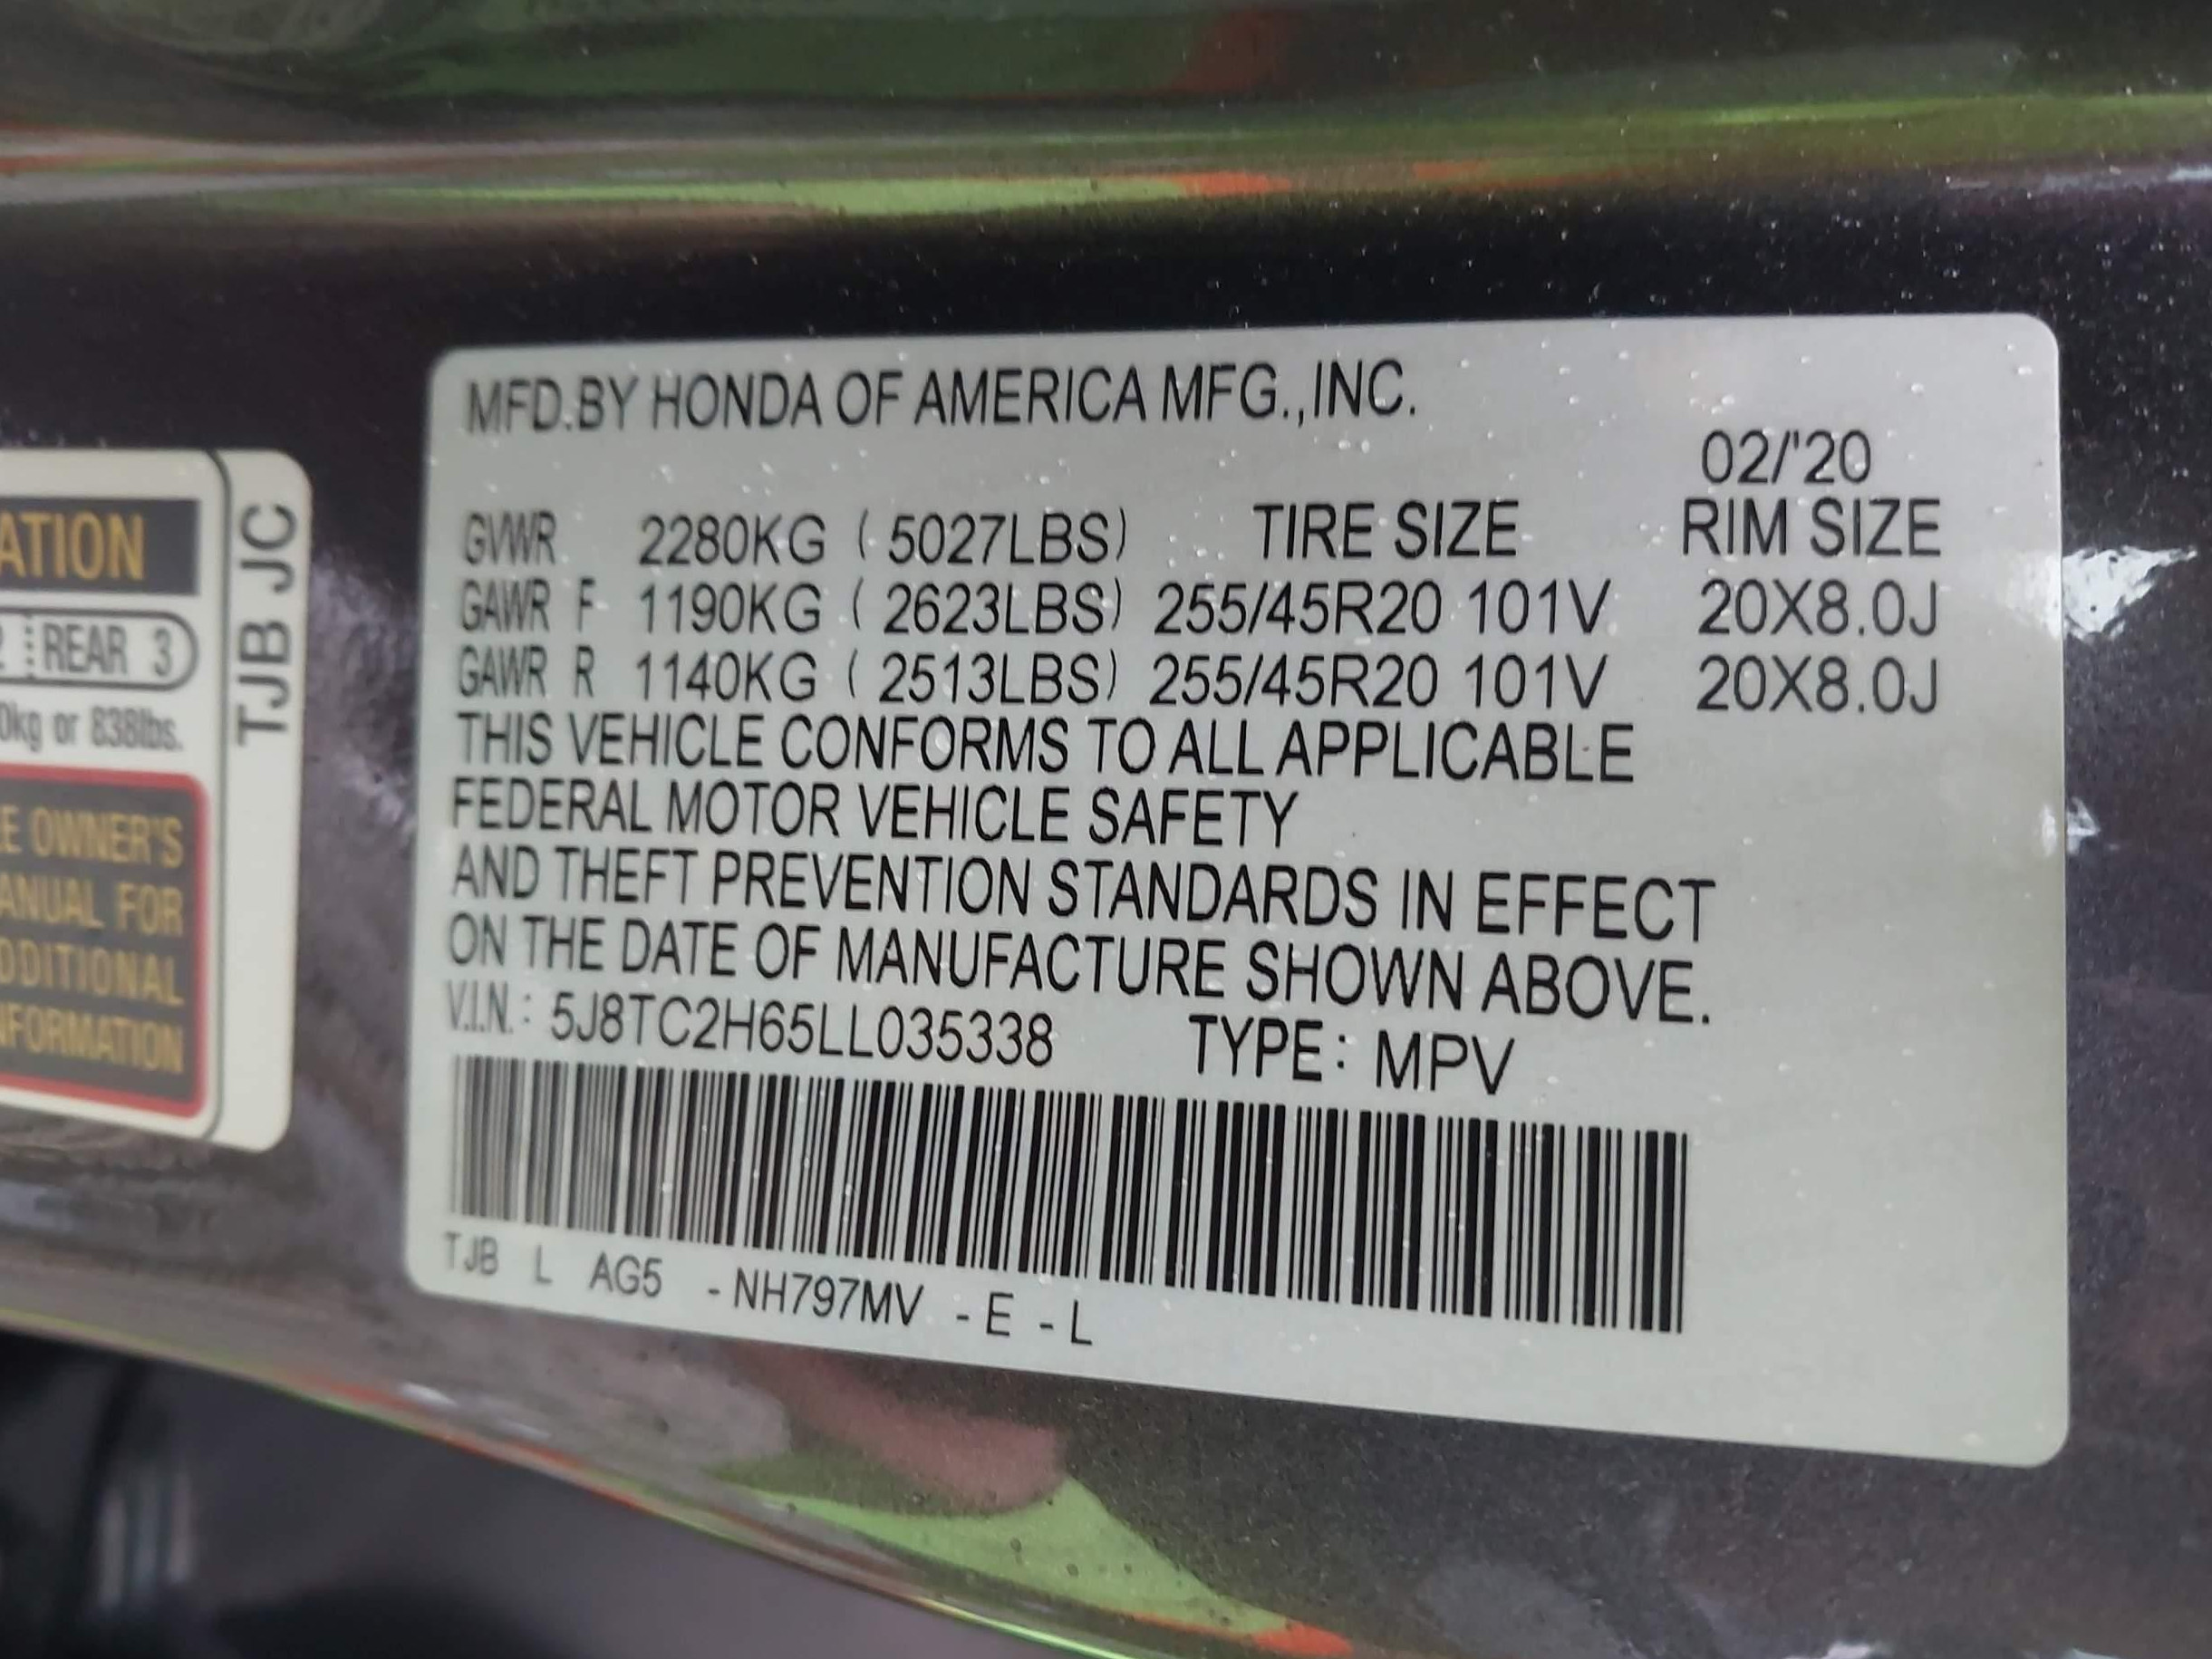 MFD.BY HONDA OF AMERICA MFG.,INC.
02/'20
GVWR 2280KG ( 5027LBS) TIRE SIZE RIM SIZE
GAWR F 1190KG ( 2623LBS) 255/45R20 101V 20X8.0J
GAWR R 1140KG ( 2513LBS) 255/45R20 101V 20X8.0J
THIS VEHICLE CONFORMS TO ALL APPLICABLE
FEDERAL MOTOR VEHICLE SAFETY
AND THEFT PREVENTION STANDARDS IN EFFECT
ON THE DATE OF MANUFACTURE SHOWN ABOVE.
V.I.N.: 5J8TC2H65LL035338 TYPE: MPV
TJB L AG5 -NH797MV -E -L
ATION
REAR 3
0kg or 838lbs.
E OWNER'S
ANUAL FOR
DDITIONAL
NFORMATION
TJB JC